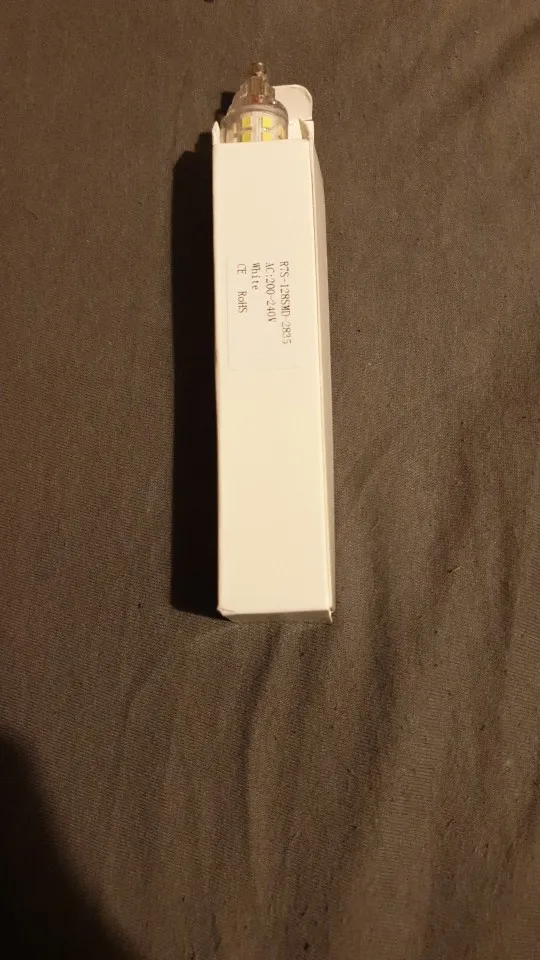 R7S-128SMD-2835
AC:200-240V
White
CE RoHS